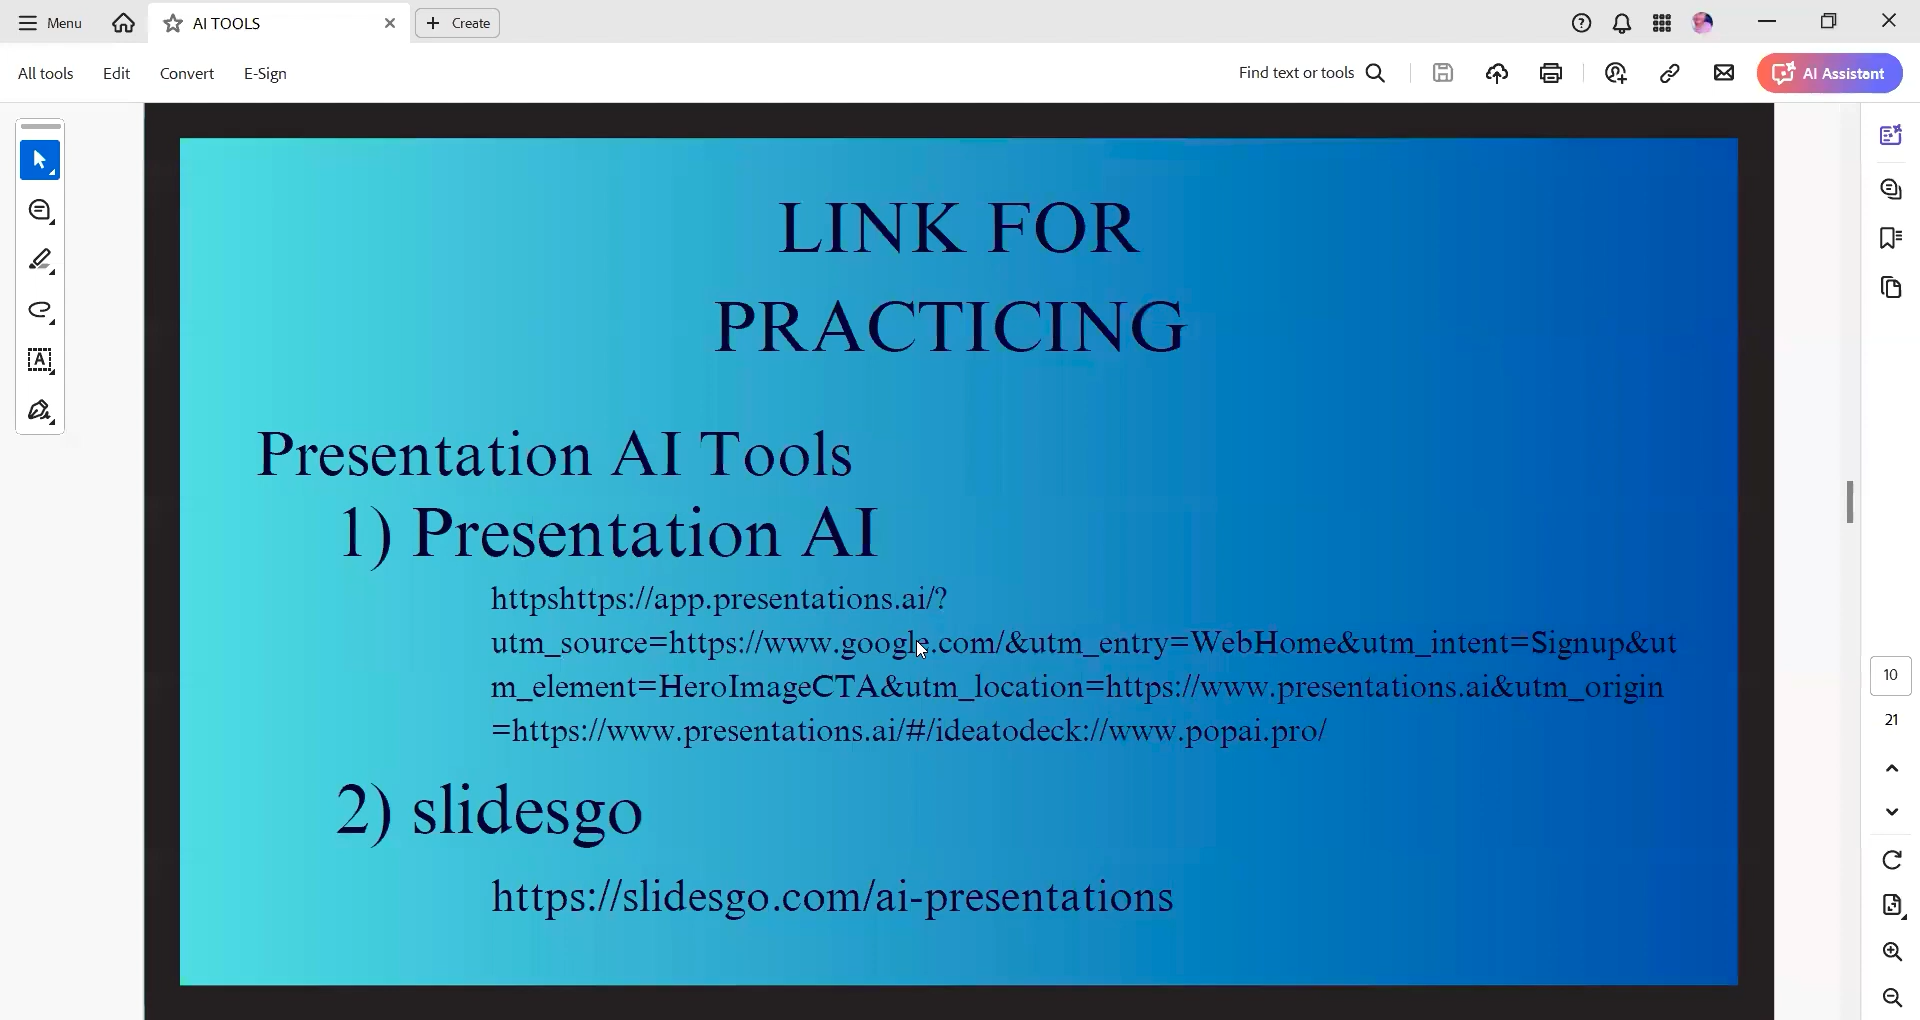 Menu
AI TOOLS
Create
All tools
Edit
Convert
E-Sign
Find text or tools
AI Assistant
LINK FOR
PRACTICING
Presentation AI Tools
1) Presentation AI
httpshttps://app.presentations.ai/?
utm_source=https://www.google.com/&utm_entry=WebHome&utm_intent=Signup&ut
m_element=HeroImageCTA&utm_location=https://www.presentations.ai&utm_origin
=https://www.presentations.ai/#/ideatodeck://www.popai.pro/
2) slidesgo
https://slidesgo.com/ai-presentations
10
21